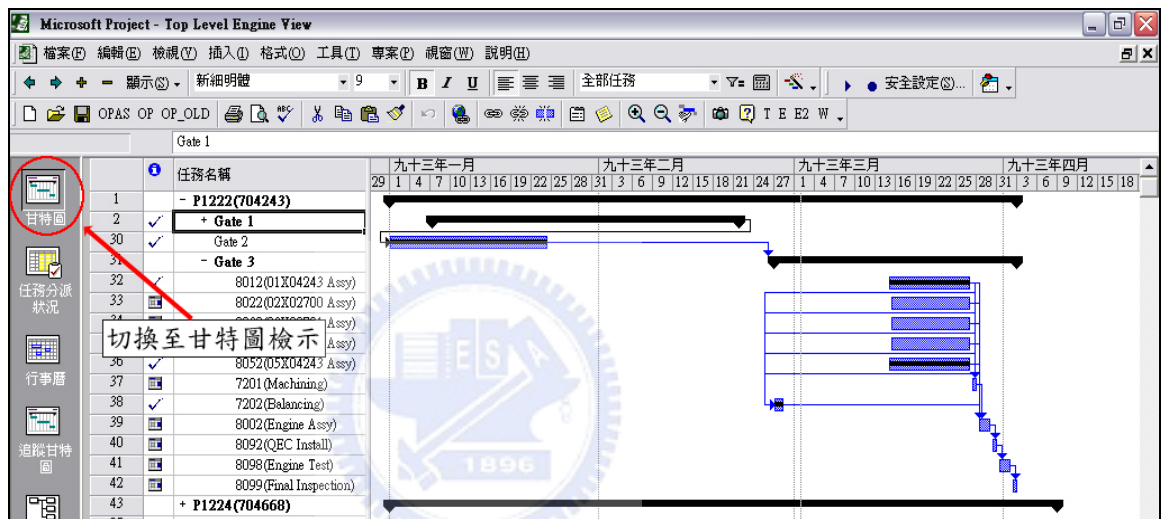 Microsoft Project - Top Level Engine View
檔案(F) 編輯(E) 檢視(V) 插入(I) 格式(O) 工具(T) 專案(P) 視窗(W) 說明(H)
顯示(S) 新細明體 9 B I U 全部任務 安全設定(S)...
OPAS OP OP_OLD T E E2 W
Gate 1
任務名稱 九十三年一月 九十三年二月 九十三年三月 九十三年四月
29 1 4 7 10 13 16 19 22 25 28 31 3 6 9 12 15 18 21 24 27 1 4 7 10 13 16 19 22 25 28 31 3 6 9 12 15 18
甘特圖
任務分派狀況
行事曆
追蹤甘特圖
1 - P1222(704243)
2 + Gate 1
30 Gate 2
31 - Gate 3
32 8012(01X04243 Assy)
33 8022(02X02700 Assy)
Assy)
切換至甘特圖檢示 Assy)
36 8052(05X04243 Assy)
37 7201(Machining)
38 7202(Balancing)
39 8002(Engine Assy)
40 8092(QEC Install)
41 8098(Engine Test)
42 8099(Final Inspection)
43 + P1224(704668)
ES
1896